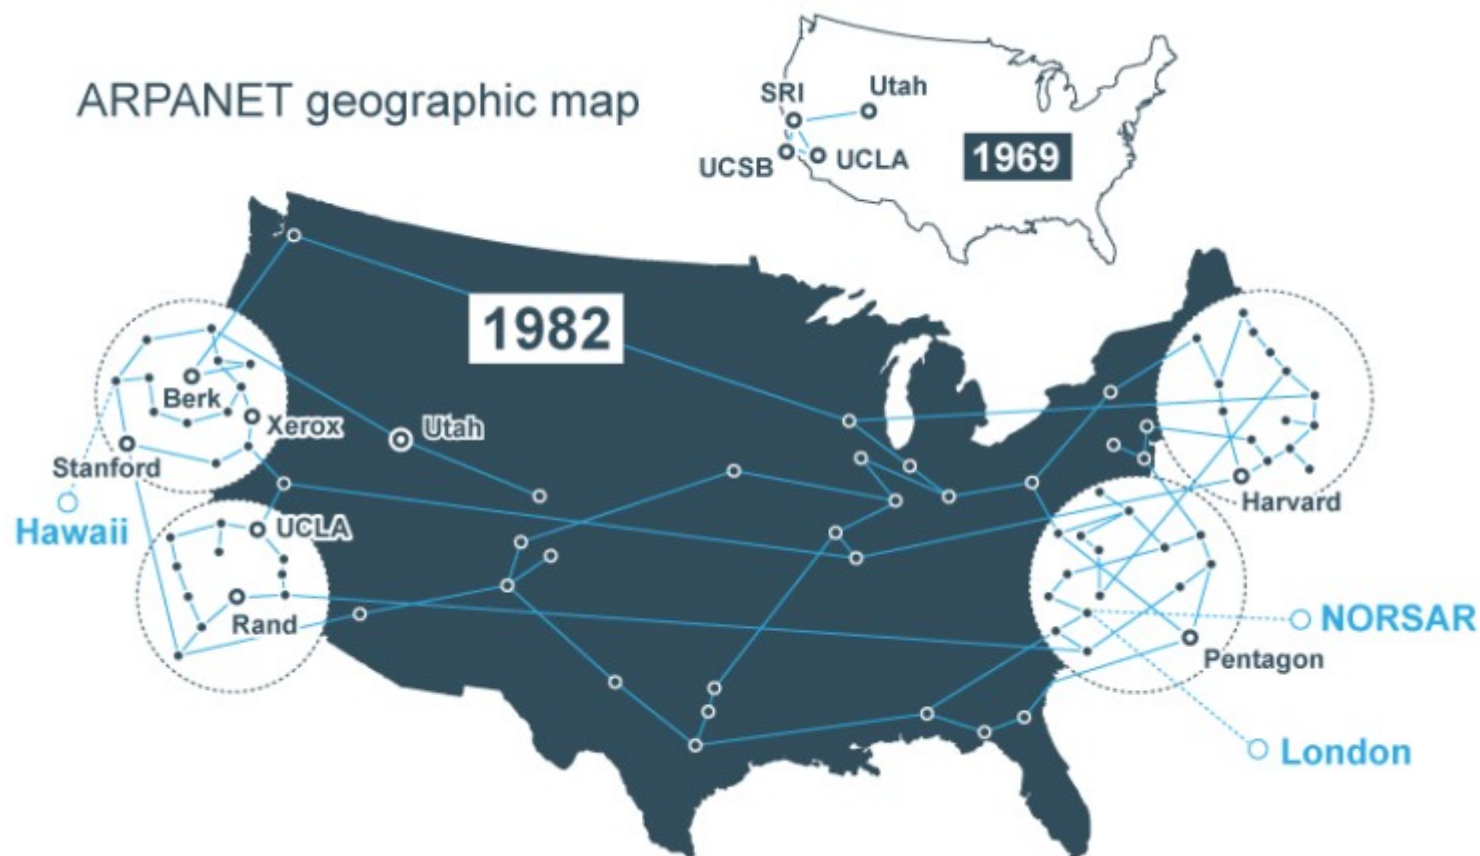 ARPANET geographic map
SRI
Utah
UCSB
UCLA
1969
1982
Berk
Xerox
Utah
Stanford
Hawaii
UCLA
Rand
Harvard
NORSAR
Pentagon
London